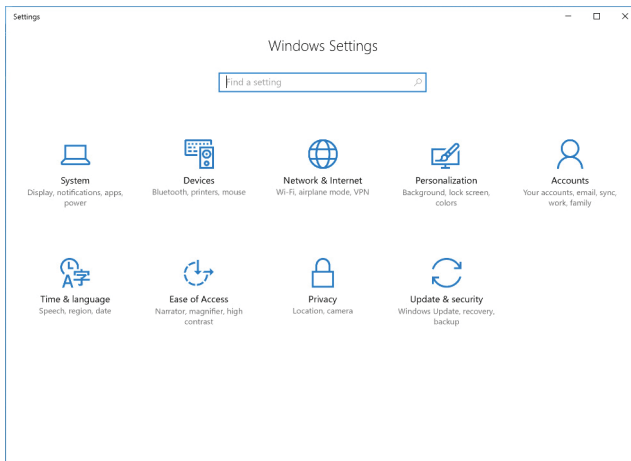 Settings
Windows Settings
Find a setting
System
Display, notifications, apps,
power
Devices
Bluetooth, printers, mouse
Network & Internet
Wi-Fi, airplane mode, VPN
Personalization
Background, lock screen,
colors
Accounts
Your accounts, email, sync,
work, family
Time & language
Speech, region, date
Ease of Access
Narrator, magnifier, high
contrast
Privacy
Location, camera
Update & security
Windows Update, recovery,
backup